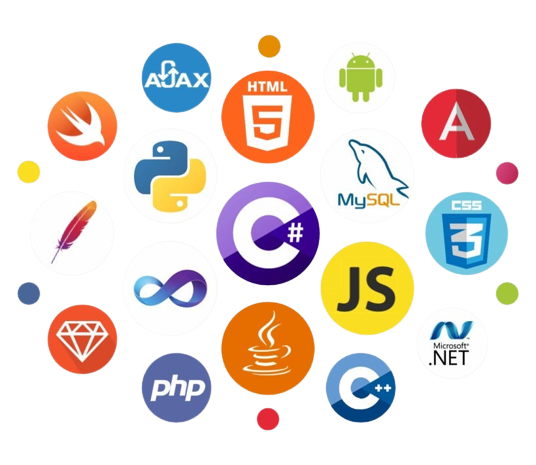 AJAX
HTML
5
A
MySQL
CSS
3
C#
JS
Microsoft®
.NET
php
C++